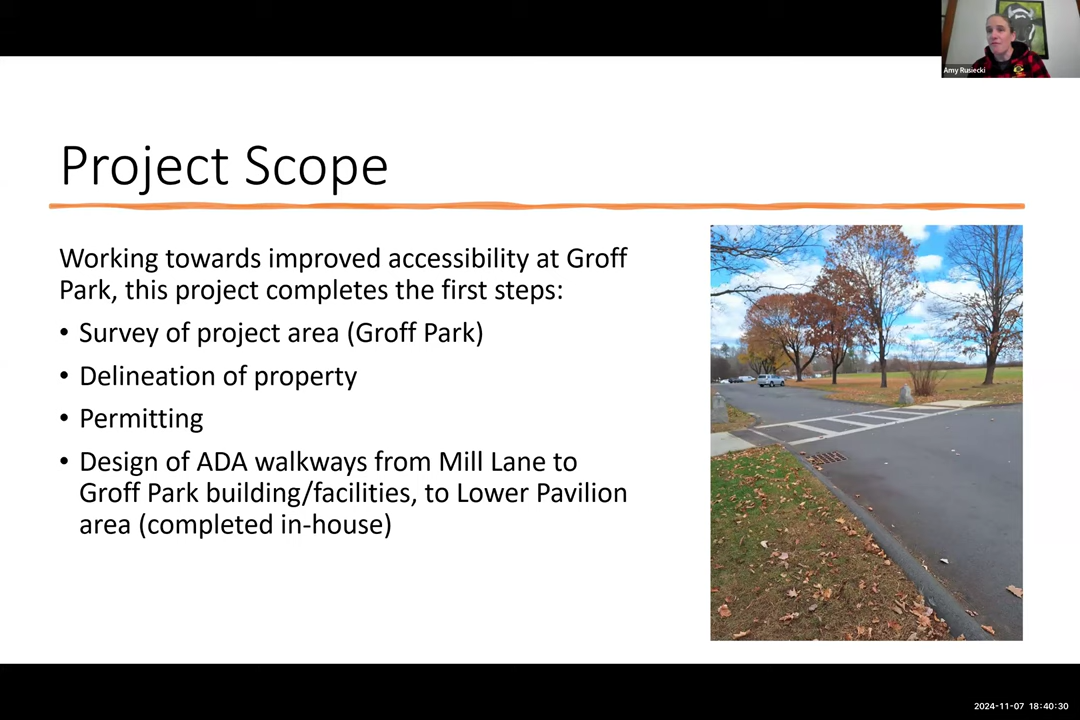 Amy Rusiecki
Project Scope
Working towards improved accessibility at Groff
Park, this project completes the first steps:
• Survey of project area (Groff Park)
• Delineation of property
• Permitting
• Design of ADA walkways from Mill Lane to
Groff Park building/facilities, to Lower Pavilion
area (completed in-house)
2024-11-07 18:40:30